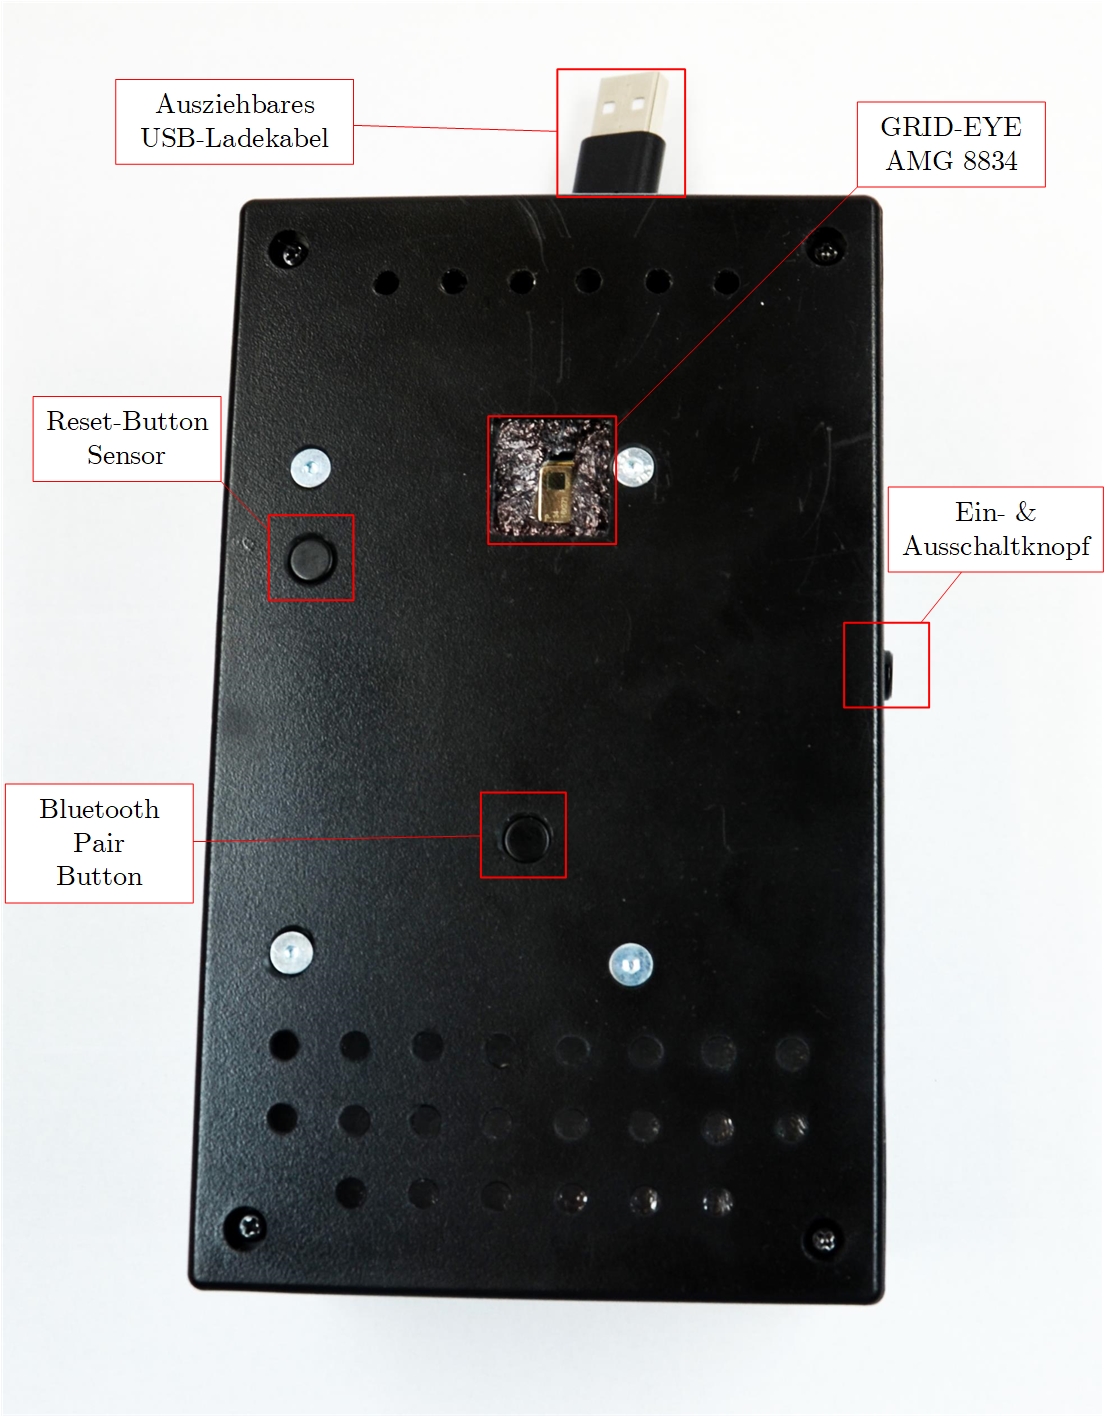 Ausziehbares
USB-Ladekabel
GRID-EYE
AMG 8834
Reset-Button
Sensor
Ein- &
Ausschaltknopf
Bluetooth
Pair
Button